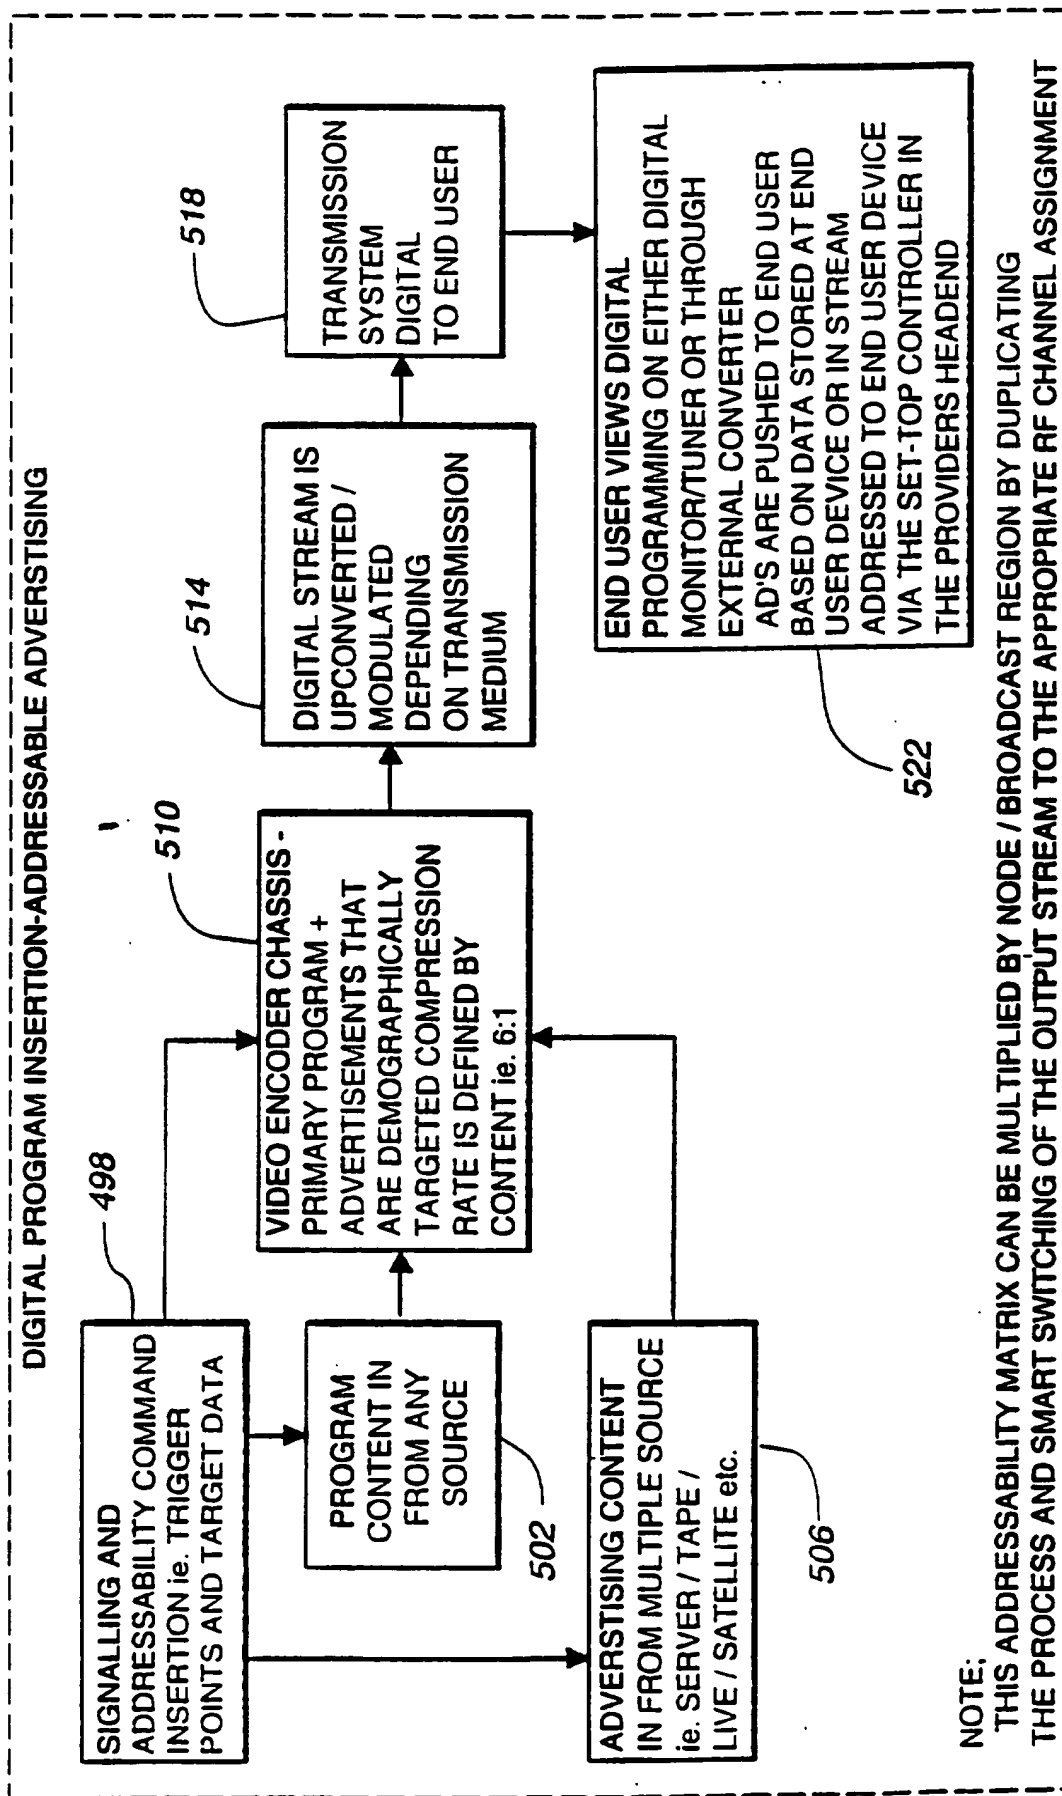 DIGITAL PROGRAM INSERTION-ADDRESSABLE ADVERSTISING
498
SIGNALLING AND
ADDRESSABILITY COMMAND
INSERTION ie. TRIGGER
POINTS AND TARGET DATA
PROGRAM
CONTENT IN
FROM ANY
SOURCE
502
ADVERSTISING CONTENT
IN FROM MULTIPLE SOURCE
ie. SERVER / TAPE /
LIVE / SATELLITE etc.
506
510
VIDEO ENCODER CHASSIS -
PRIMARY PROGRAM +
ADVERTISEMENTS THAT
ARE DEMOGRAPHICALLY
TARGETED COMPRESSION
RATE IS DEFINED BY
CONTENT ie. 6:1
514
DIGITAL STREAM IS
UPCONVERTED /
MODULATED
DEPENDING
ON TRANSMISSION
MEDIUM
518
TRANSMISSION
SYSTEM
DIGITAL
TO END USER
END USER VIEWS DIGITAL
PROGRAMMING ON EITHER DIGITAL
MONITOR/TUNER OR THROUGH
EXTERNAL CONVERTER
AD'S ARE PUSHED TO END USER
BASED ON DATA STORED AT END
USER DEVICE OR IN STREAM
ADDRESSED TO END USER DEVICE
VIA THE SET-TOP CONTROLLER IN
THE PROVIDERS HEADEND
522
NOTE;
THIS ADDRESSABILITY MATRIX CAN BE MULTIPLIED BY NODE / BROADCAST REGION BY DUPLICATING
THE PROCESS AND SMART SWITCHING OF THE OUTPUT STREAM TO THE APPROPRIATE RF CHANNEL ASSIGNMENT